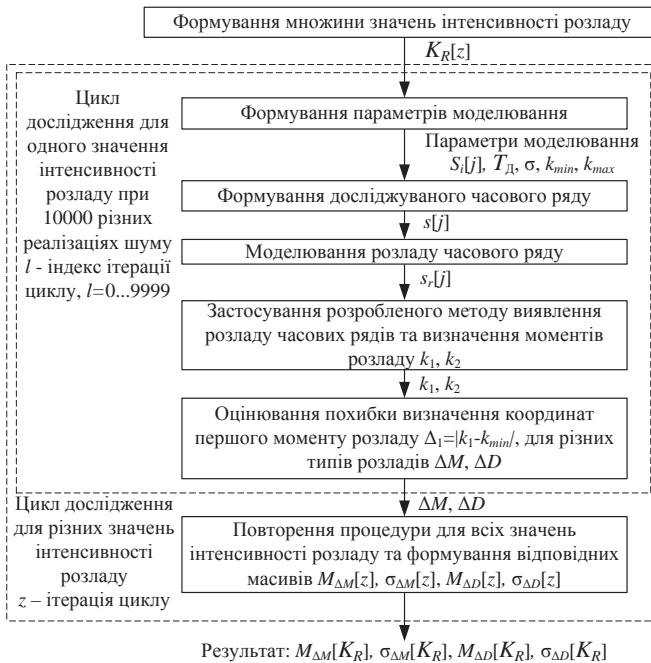 Формування множини значень інтенсивності розладу
K_R[z]
Цикл
дослідження для
одного значення
інтенсивності
розладу при
10000 різних
реалізаціях шуму
l - індекс ітерації
циклу, l=0...9999
Формування параметрів моделювання
Параметри моделювання
S_i[j], T_Д, σ, k_min, k_max
Формування досліджуваного часового ряду
s[j]
Моделювання розладу часового ряду
s_r[j]
Застосування розробленого методу виявлення
розладу часових рядів та визначення моментів
розладу k_1, k_2
k_1, k_2
Оцінювання похибки визначення координат
першого моменту розладу Δ_1=|k_1-k_min|, для різних
типів розладів ΔM, ΔD
ΔM, ΔD
Цикл дослідження
для різних значень
інтенсивності
розладу
z – ітерація циклу
Повторення процедури для всіх значень
інтенсивності розладу та формування відповідних
масивів M_ΔM[z], σ_ΔM[z], M_ΔD[z], σ_ΔD[z]
Результат: M_ΔM[K_R], σ_ΔM[K_R], M_ΔD[K_R], σ_ΔD[K_R]